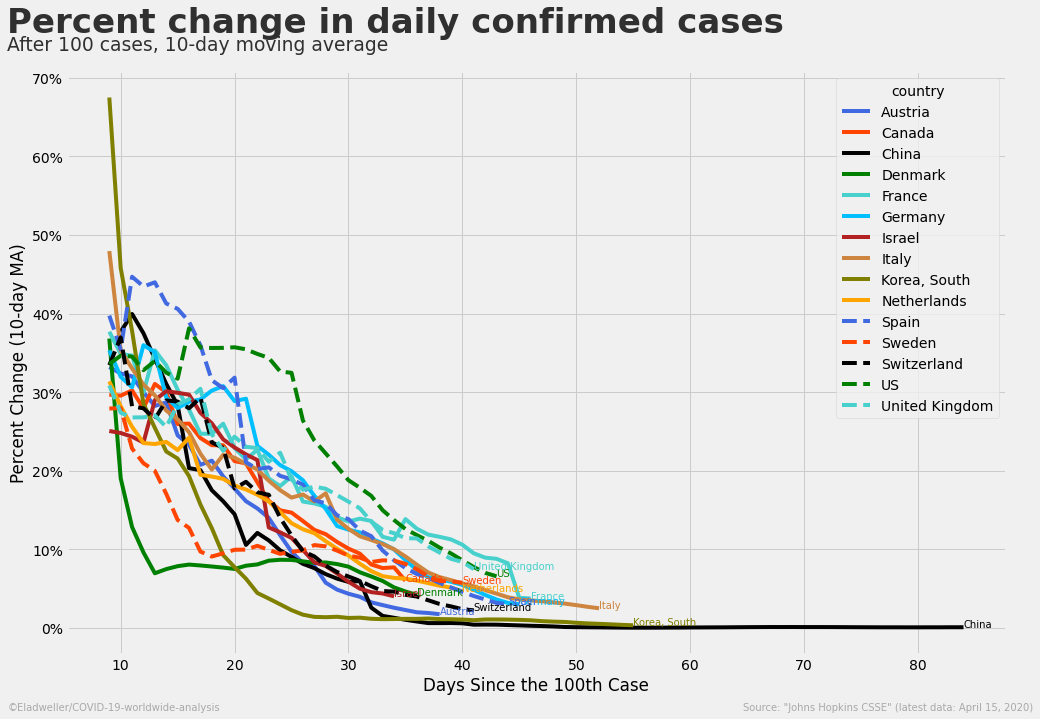 Percent change in daily confirmed cases
After 100 cases, 10-day moving average
70%
60%
50%
40%
30%
20%
10%
0%
Percent Change (10-day MA)
country
Austria
Canada
China
Denmark
France
Germany
Israel
Italy
Korea, South
Netherlands
Spain
Sweden
Switzerland
US
United Kingdom
United Kingdom
US
Canada
Sweden
Netherlands
Denmark
Israel
France
Spain
Germany
Italy
Switzerland
Austria
Korea, South
China
10
20
30
40
50
60
70
80
Days Since the 100th Case
©Eladweller/COVID-19-worldwide-analysis
Source: "Johns Hopkins CSSE" (latest data: April 15, 2020)